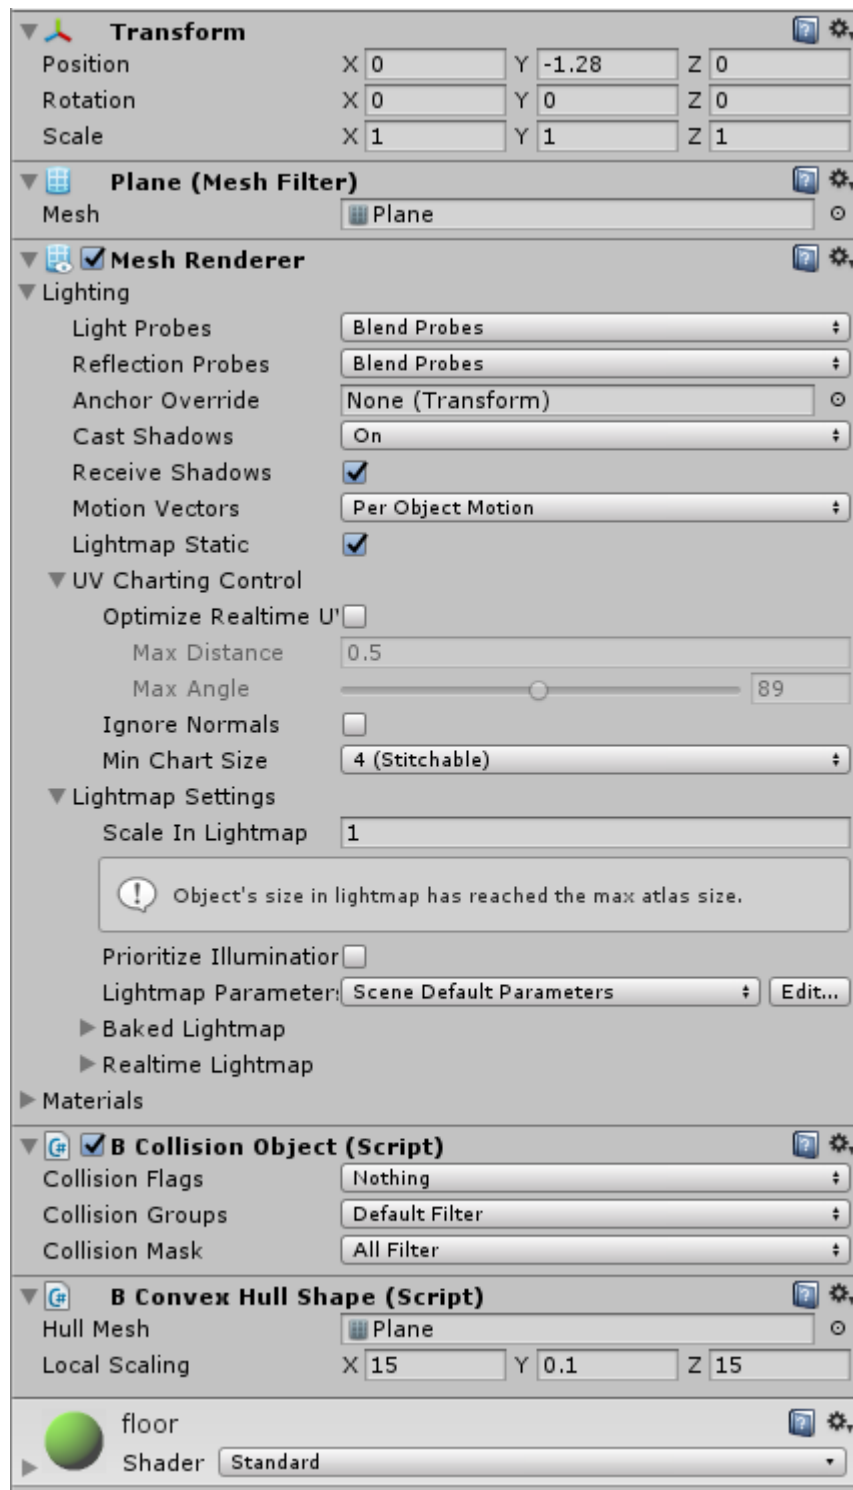 Transform
Position X 0 Y -1.28 Z 0
Rotation X 0 Y 0 Z 0
Scale X 1 Y 1 Z 1
Plane (Mesh Filter)
Mesh Plane
Mesh Renderer
Lighting
Light Probes Blend Probes
Reflection Probes Blend Probes
Anchor Override None (Transform)
Cast Shadows On
Receive Shadows
Motion Vectors Per Object Motion
Lightmap Static
UV Charting Control
Optimize Realtime U
Max Distance 0.5
Max Angle 89
Ignore Normals
Min Chart Size 4 (Stitchable)
Lightmap Settings
Scale In Lightmap 1
Object's size in lightmap has reached the max atlas size.
Prioritize Illumination
Lightmap Parameter Scene Default Parameters Edit...
Baked Lightmap
Realtime Lightmap
Materials
B Collision Object (Script)
Collision Flags Nothing
Collision Groups Default Filter
Collision Mask All Filter
B Convex Hull Shape (Script)
Hull Mesh Plane
Local Scaling X 15 Y 0.1 Z 15
floor
Shader Standard